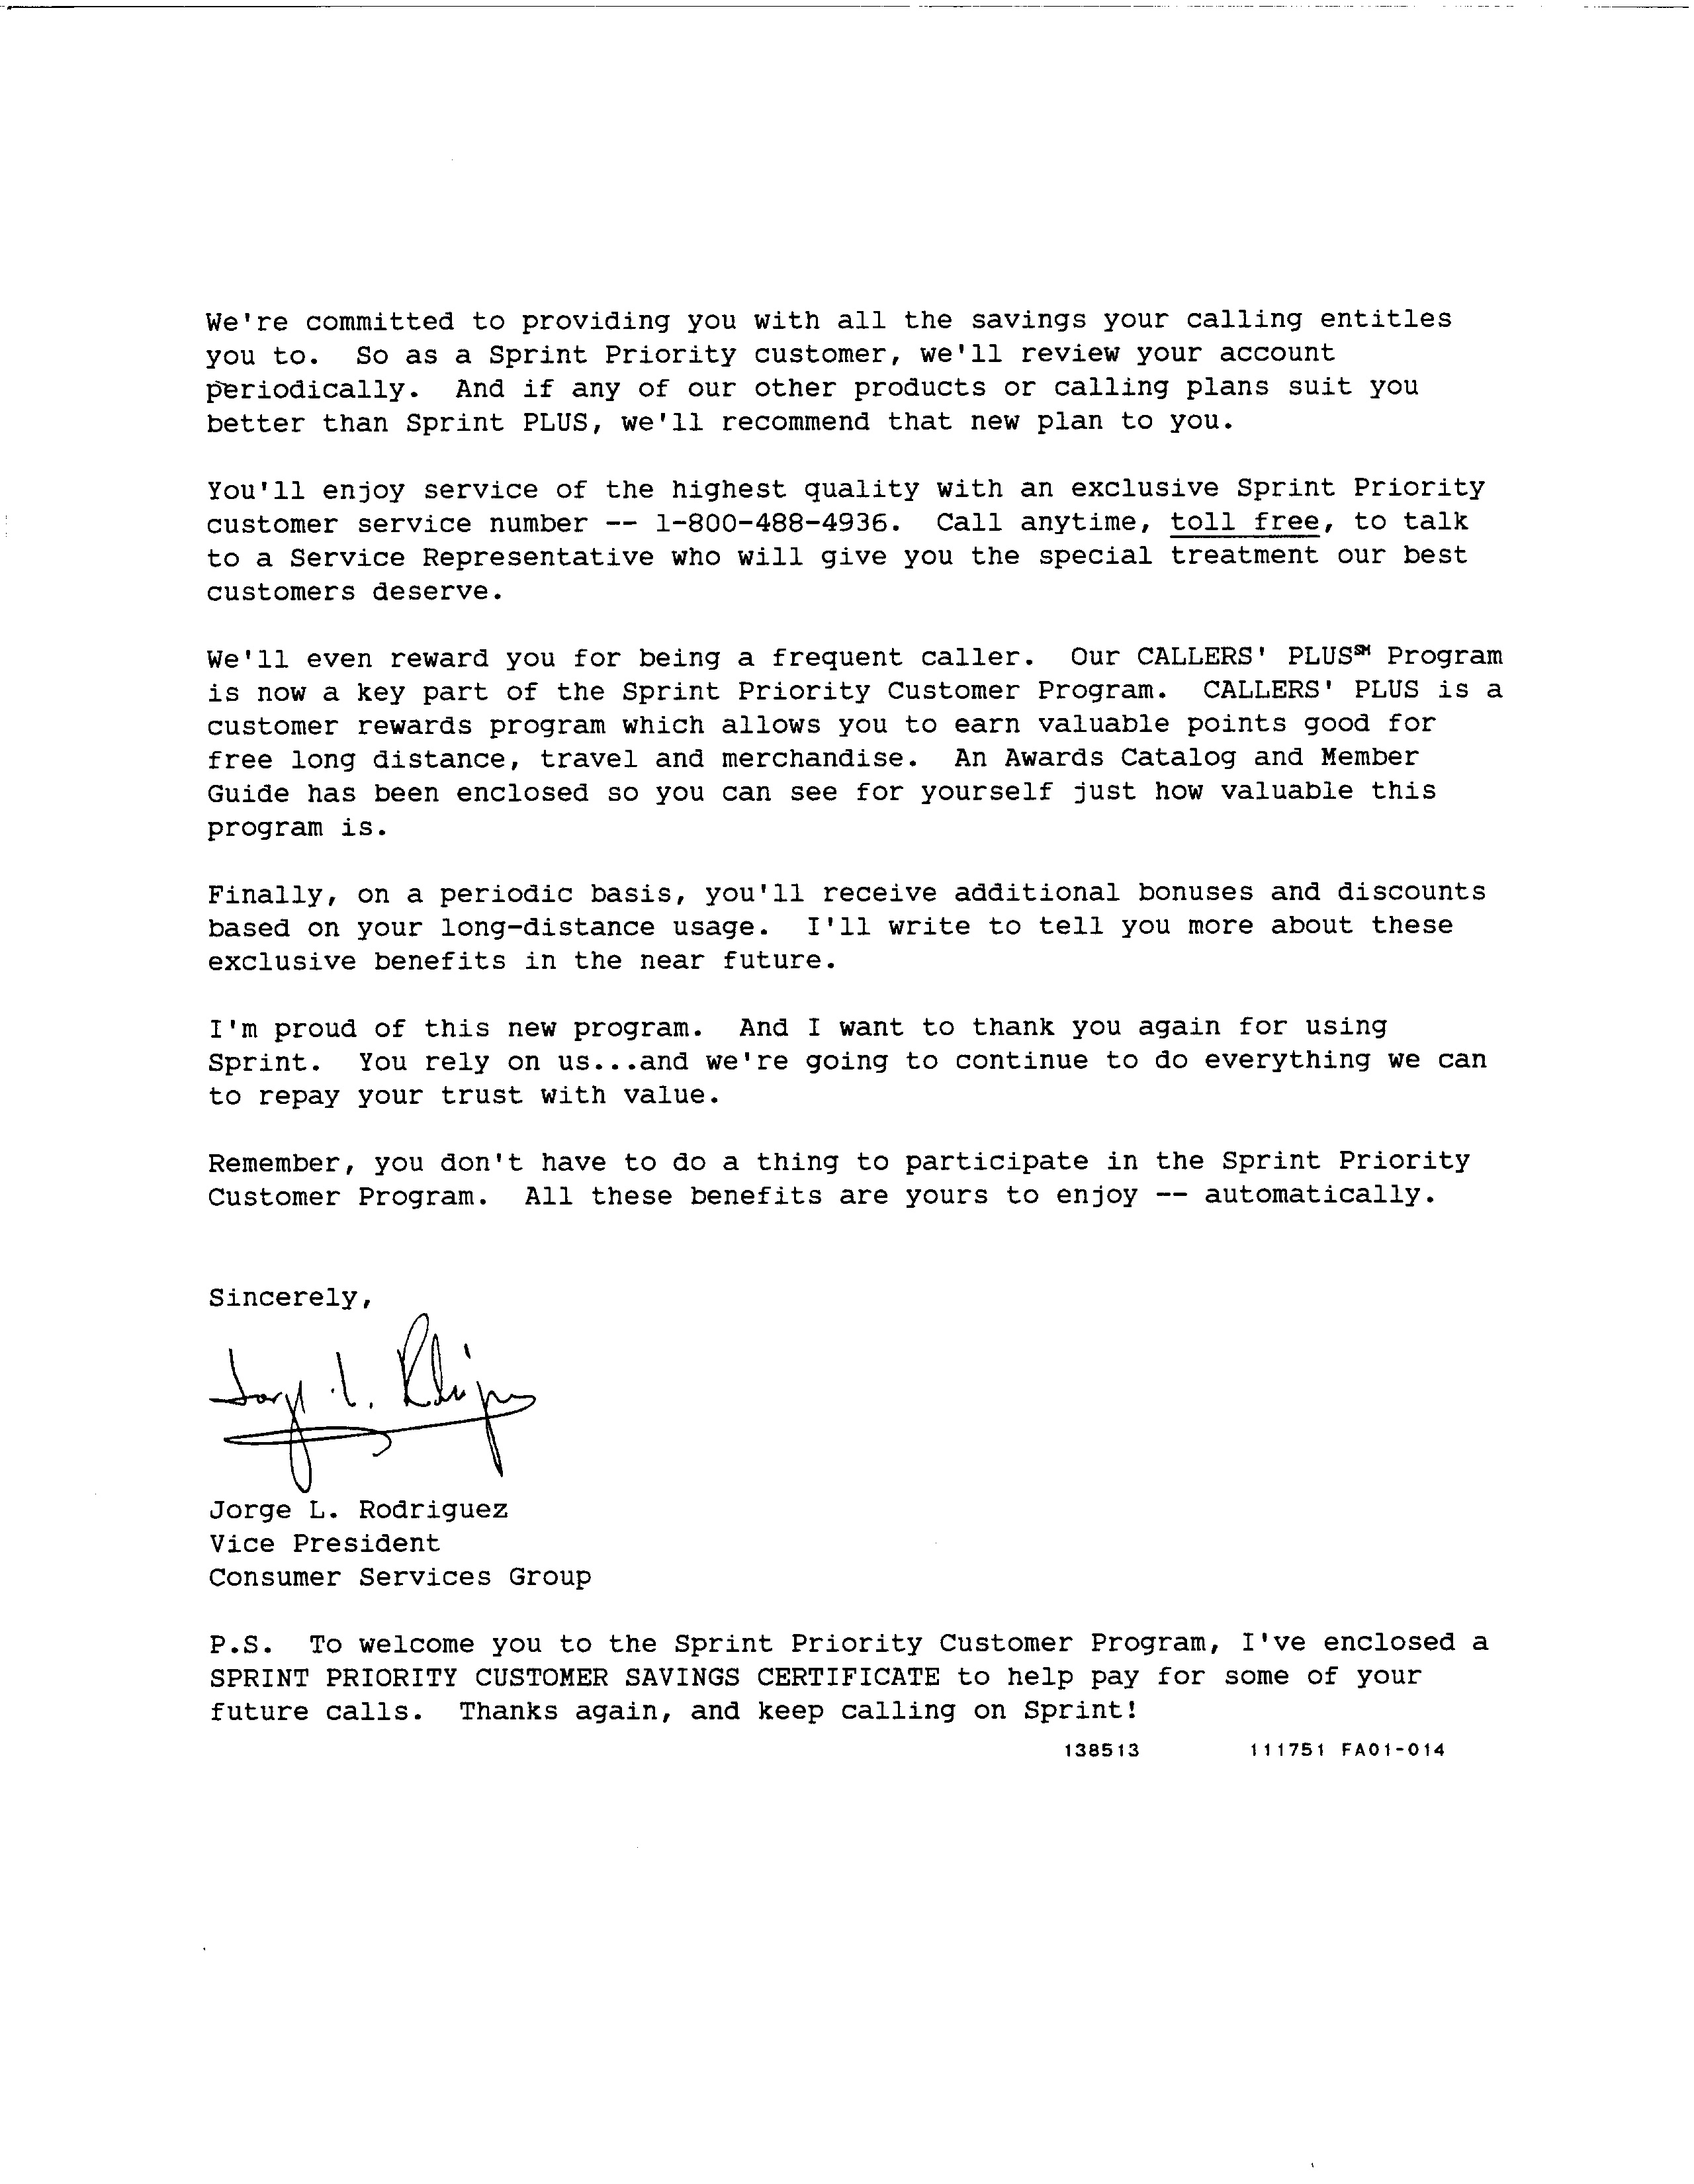 We're committed to providing you with all the savings your calling entitles
you to.  So as a Sprint Priority customer, we'll review your account
periodically.  And if any of our other products or calling plans suit you
better than Sprint PLUS, we'll recommend that new plan to you.
You'll enjoy service of the highest quality with an exclusive Sprint Priority
customer service number -- 1-800-488-4936.  Call anytime, toll free, to talk
to a Service Representative who will give you the special treatment our best
customers deserve.
We'll even reward you for being a frequent caller.  Our CALLERS' PLUS℠ Program
is now a key part of the Sprint Priority Customer Program.  CALLERS' PLUS is a
customer rewards program which allows you to earn valuable points good for
free long distance, travel and merchandise.  An Awards Catalog and Member
Guide has been enclosed so you can see for yourself just how valuable this
program is.
Finally, on a periodic basis, you'll receive additional bonuses and discounts
based on your long-distance usage.  I'll write to tell you more about these
exclusive benefits in the near future.
I'm proud of this new program.  And I want to thank you again for using
Sprint.  You rely on us...and we're going to continue to do everything we can
to repay your trust with value.
Remember, you don't have to do a thing to participate in the Sprint Priority
Customer Program.  All these benefits are yours to enjoy -- automatically.
Sincerely,
Jorge L. Rodriguez
Vice President
Consumer Services Group
P.S.  To welcome you to the Sprint Priority Customer Program, I've enclosed a
SPRINT PRIORITY CUSTOMER SAVINGS CERTIFICATE to help pay for some of your
future calls.  Thanks again, and keep calling on Sprint!
138513 111751 FA01-014